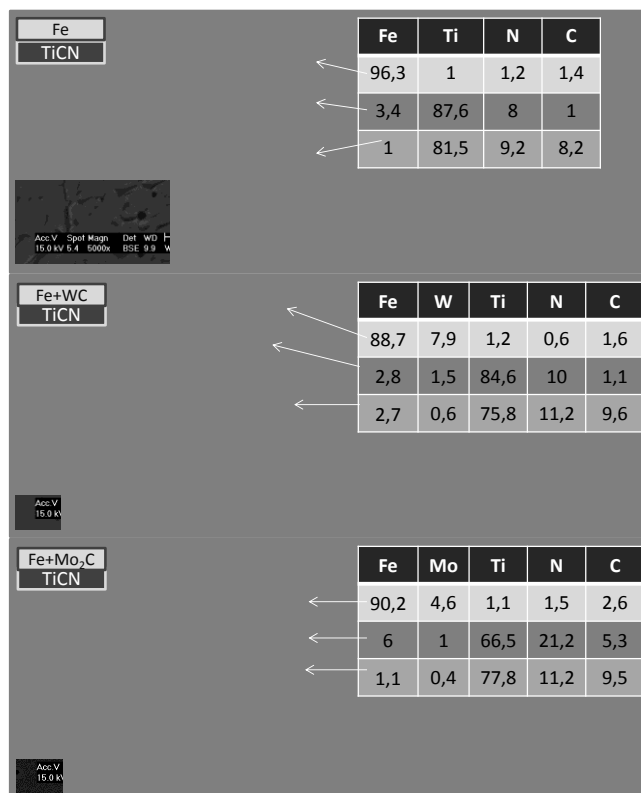 Fe
TiCN
Fe Ti N C
96,3 1 1,2 1,4
3,4 87,6 8 1
1 81,5 9,2 8,2
Acc.V Spot Magn Det WD
15.0 kV 5.4 5000x BSE 9.9
Fe+WC
TiCN
Fe W Ti N C
88,7 7,9 1,2 0,6 1,6
2,8 1,5 84,6 10 1,1
2,7 0,6 75,8 11,2 9,6
Acc.V
15.0
Fe+Mo₂C
TiCN
Fe Mo Ti N C
90,2 4,6 1,1 1,5 2,6
6 1 66,5 21,2 5,3
1,1 0,4 77,8 11,2 9,5
Acc.V
15.0